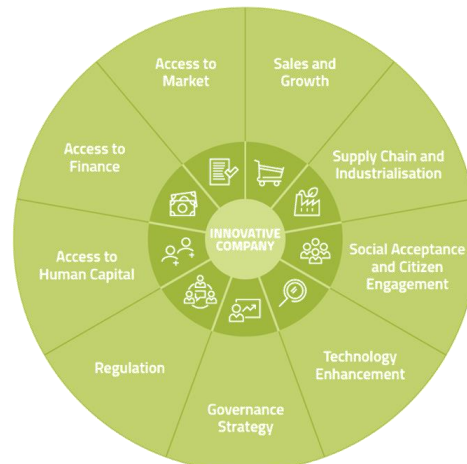 Access to
Market
Sales and
Growth
Access to
Finance
Supply Chain and
Industrialisation
INNOVATIVE
COMPANY
Access to
Human Capital
Social Acceptance
and Citizen
Engagement
Regulation
Technology
Enhancement
Governance
Strategy